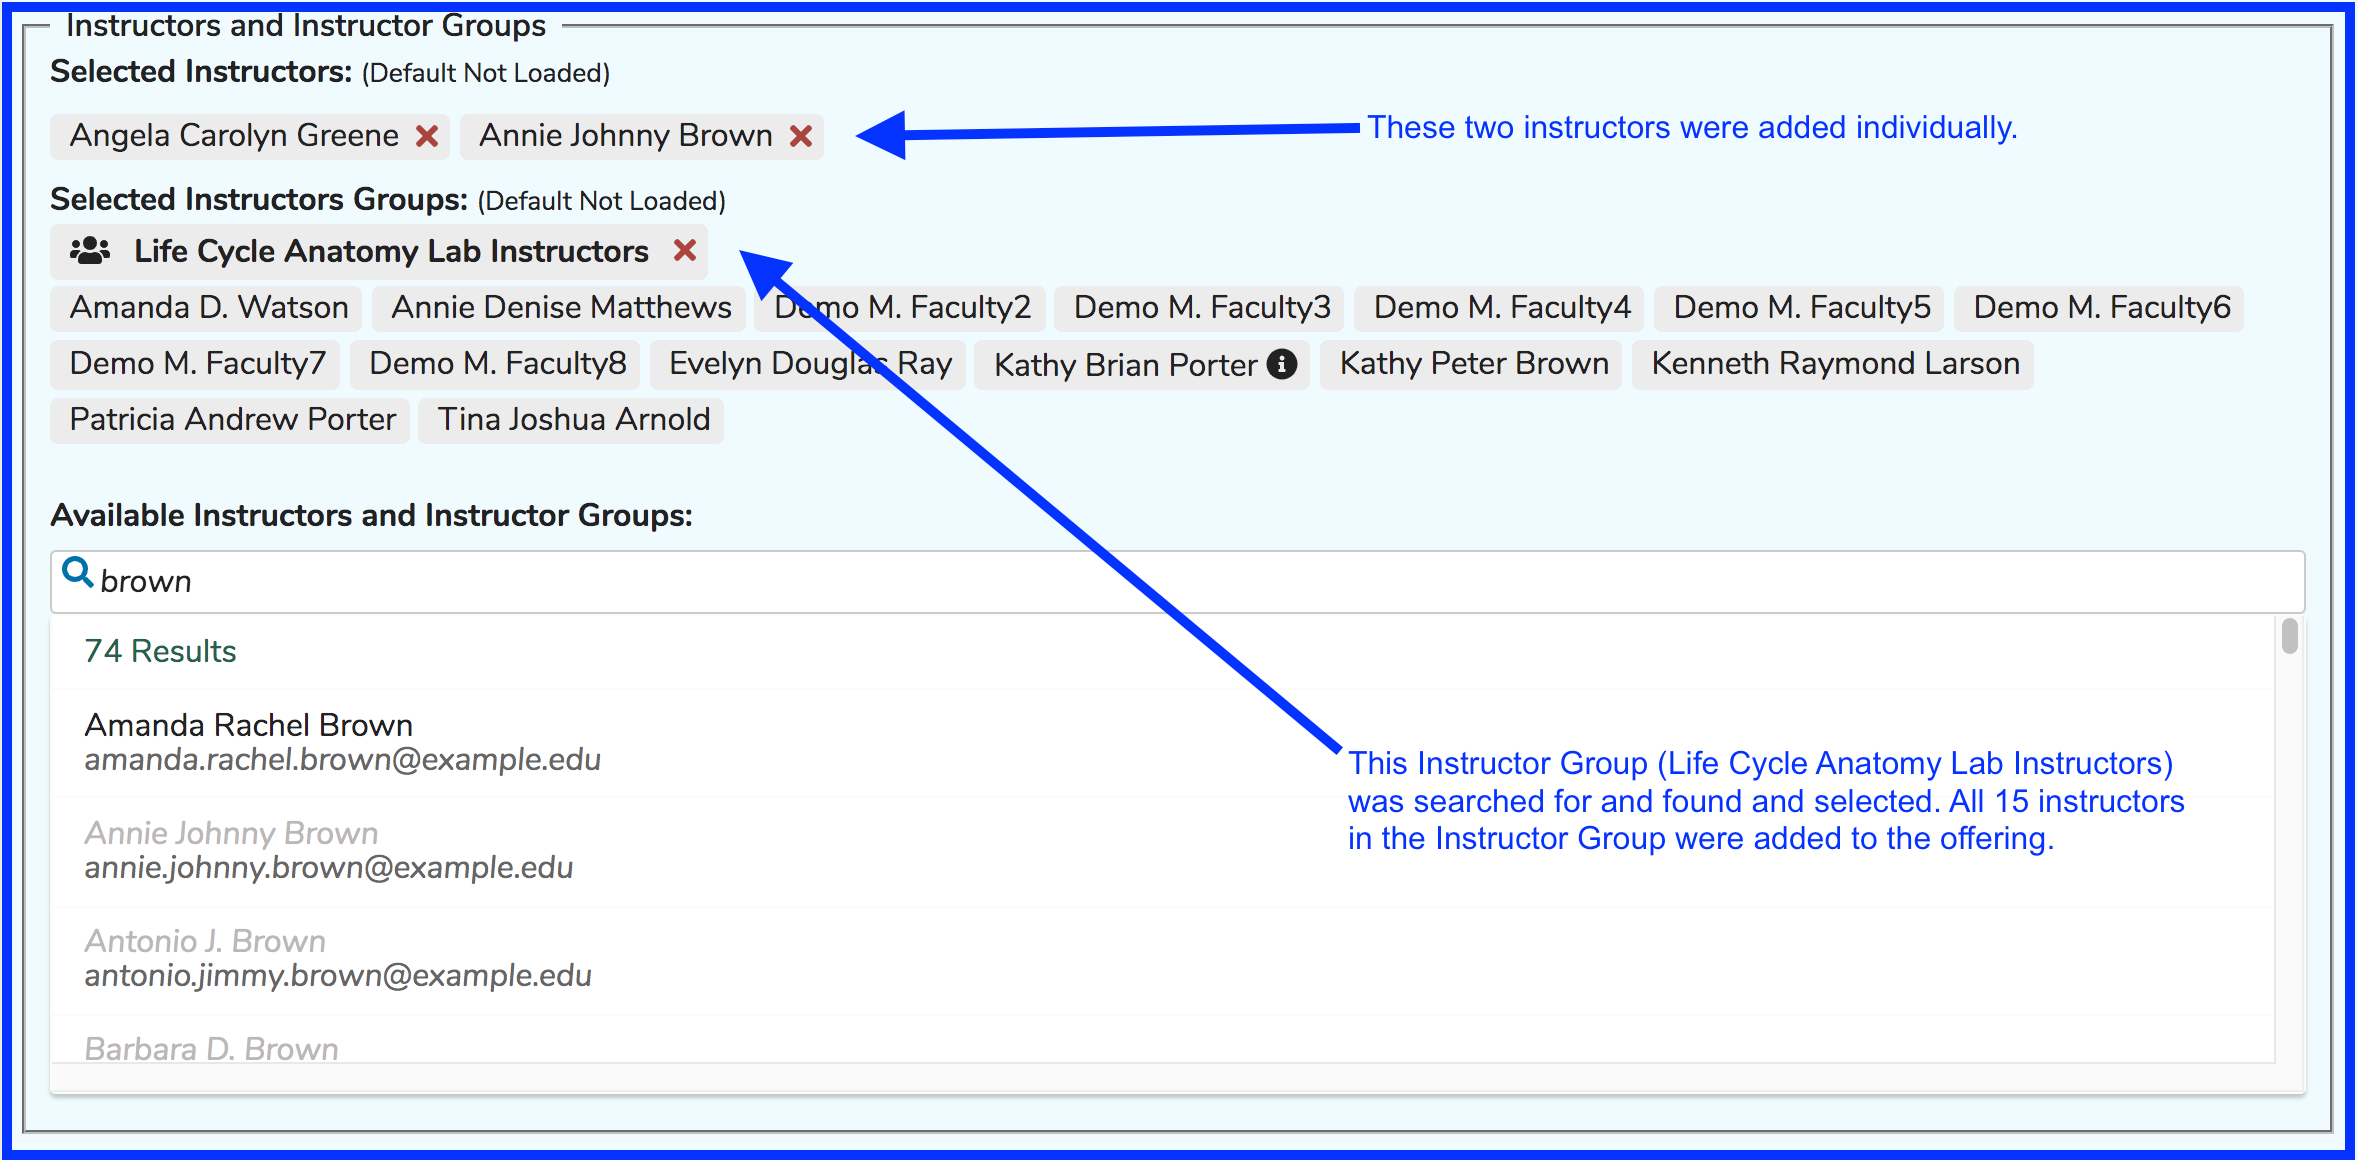 Instructors and Instructor Groups
Selected Instructors: (Default Not Loaded)
Angela Carolyn Greene Annie Johnny Brown
These two instructors were added individually.
Selected Instructors Groups: (Default Not Loaded)
Life Cycle Anatomy Lab Instructors
Amanda D. Watson Annie Denise Matthews Demo M. Faculty2 Demo M. Faculty3 Demo M. Faculty4 Demo M. Faculty5 Demo M. Faculty6
Demo M. Faculty7 Demo M. Faculty8 Evelyn Douglas Ray Kathy Brian Porter Kathy Peter Brown Kenneth Raymond Larson
Patricia Andrew Porter Tina Joshua Arnold
Available Instructors and Instructor Groups:
brown
74 Results
Amanda Rachel Brown
amanda.rachel.brown@example.edu
Annie Johnny Brown
annie.johnny.brown@example.edu
Antonio J. Brown
antonio.jimmy.brown@example.edu
Barbara D. Brown
This Instructor Group (Life Cycle Anatomy Lab Instructors)
was searched for and found and selected. All 15 instructors
in the Instructor Group were added to the offering.